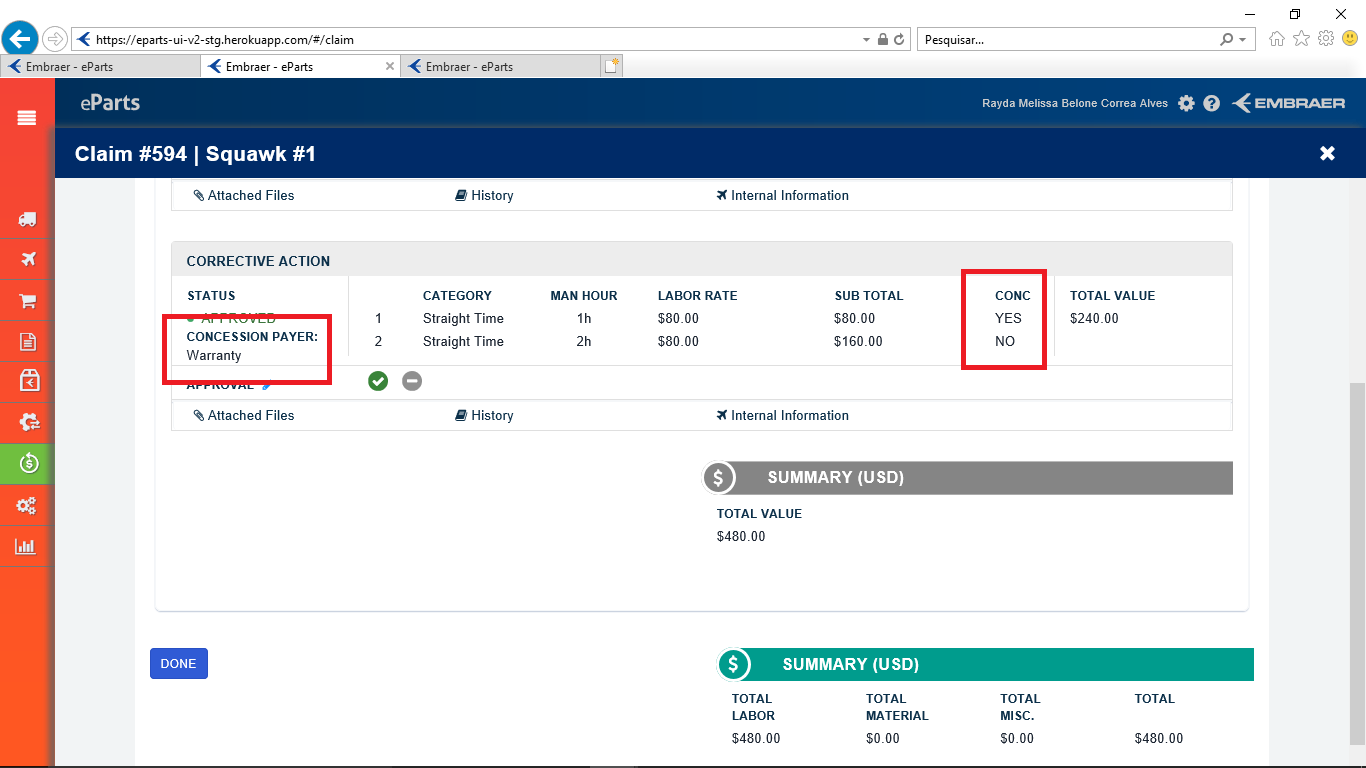 https://eparts-ui-v2-stg.herokuapp.com/#/claim
Pesquisar...
Embraer - eParts
Embraer - eParts
Embraer - eParts
eParts
Rayda Melissa Belone Correa Alves
EMBRAER
Claim #594 | Squawk #1
Attached Files History Internal Information
CORRECTIVE ACTION
STATUS CATEGORY MAN HOUR LABOR RATE SUB TOTAL CONC TOTAL VALUE
APPROVED 1 Straight Time 1h $80.00 $80.00 YES $240.00
CONCESSION PAYER: 2 Straight Time 2h $80.00 $160.00 NO
Warranty
APPROVAL
Attached Files History Internal Information
$ SUMMARY (USD)
TOTAL VALUE
$480.00
DONE
$ SUMMARY (USD)
TOTAL LABOR TOTAL MATERIAL TOTAL MISC. TOTAL
$480.00 $0.00 $0.00 $480.00